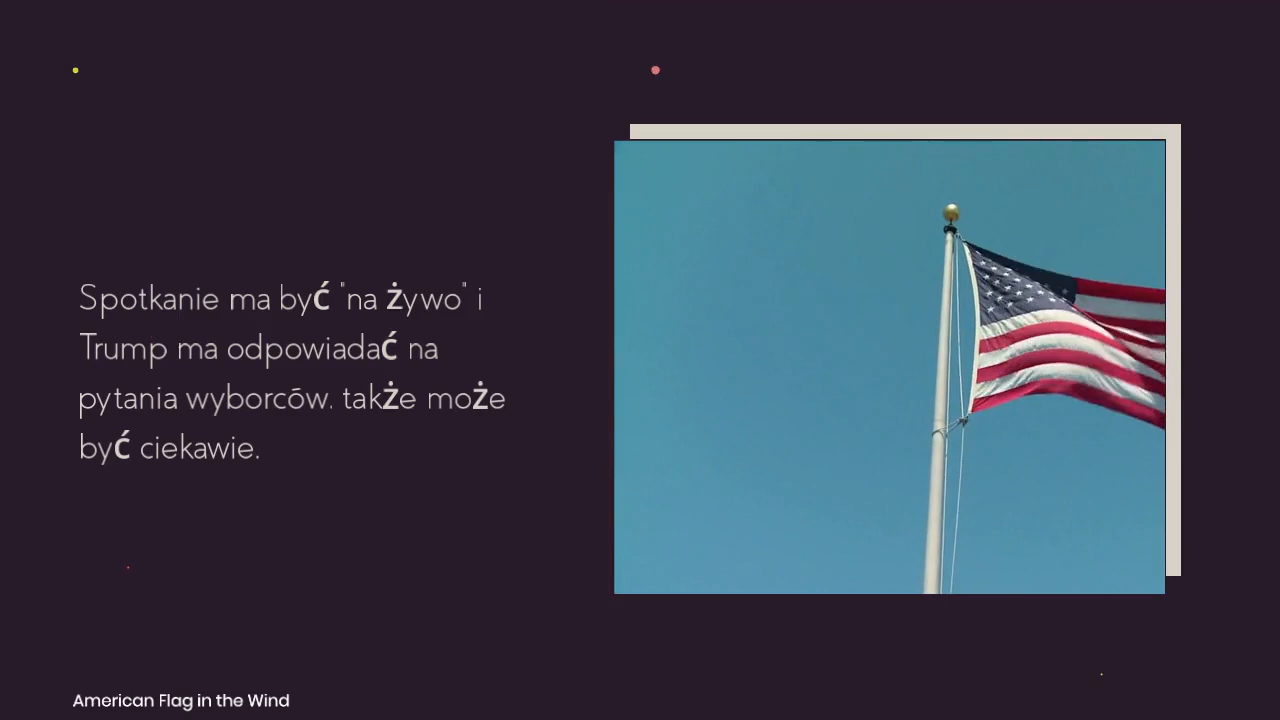 Spotkanie ma być "na żywo" i
Trump ma odpowiadać na
pytania wyborców. także może
być ciekawie.
American Flag in the Wind